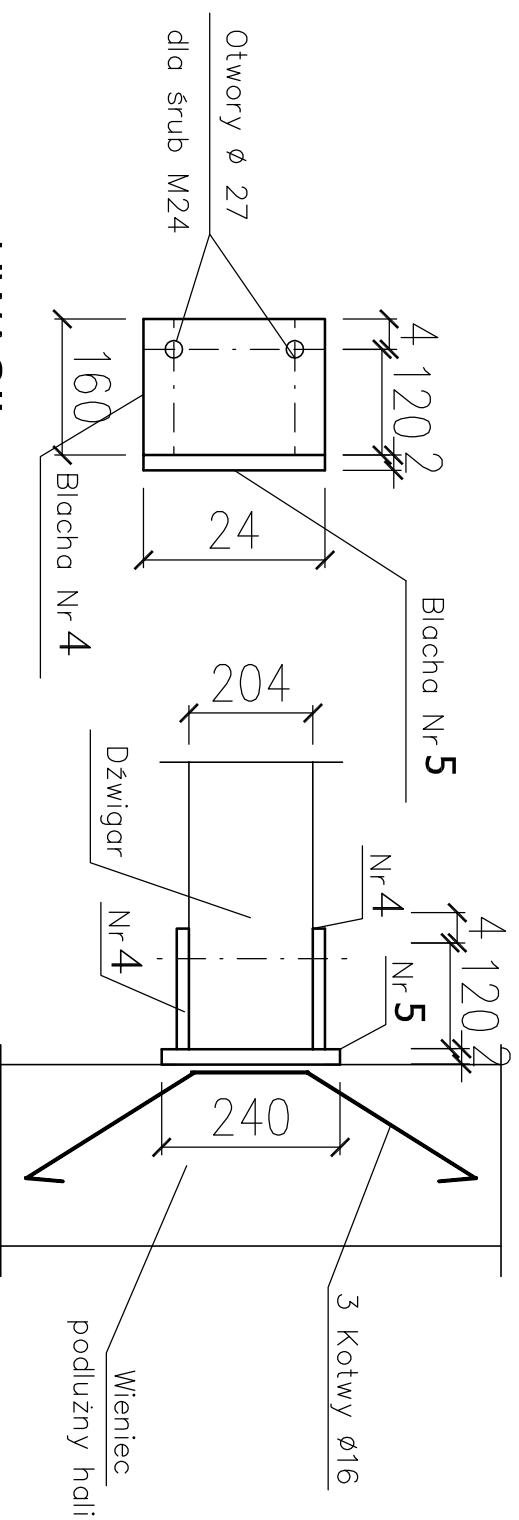 Otwory ø 27
dla śrub M24
4
120
2
160
24
Blacha Nr 4
Blacha Nr 5
204
Dźwigar
Nr 4
Nr 4
Nr 5
4
120
2
240
3 Kotwy ø16
Wieniec
podlużny hali